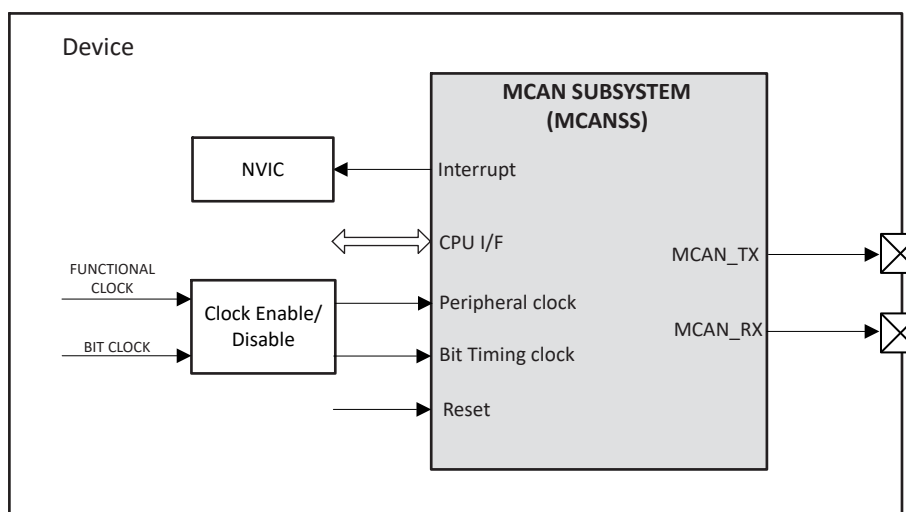 Device
MCAN SUBSYSTEM
(MCANSS)
NVIC
Interrupt
CPU I/F
MCAN_TX
FUNCTIONAL
CLOCK
Clock Enable/
Disable
Peripheral clock
MCAN_RX
BIT CLOCK
Bit Timing clock
Reset